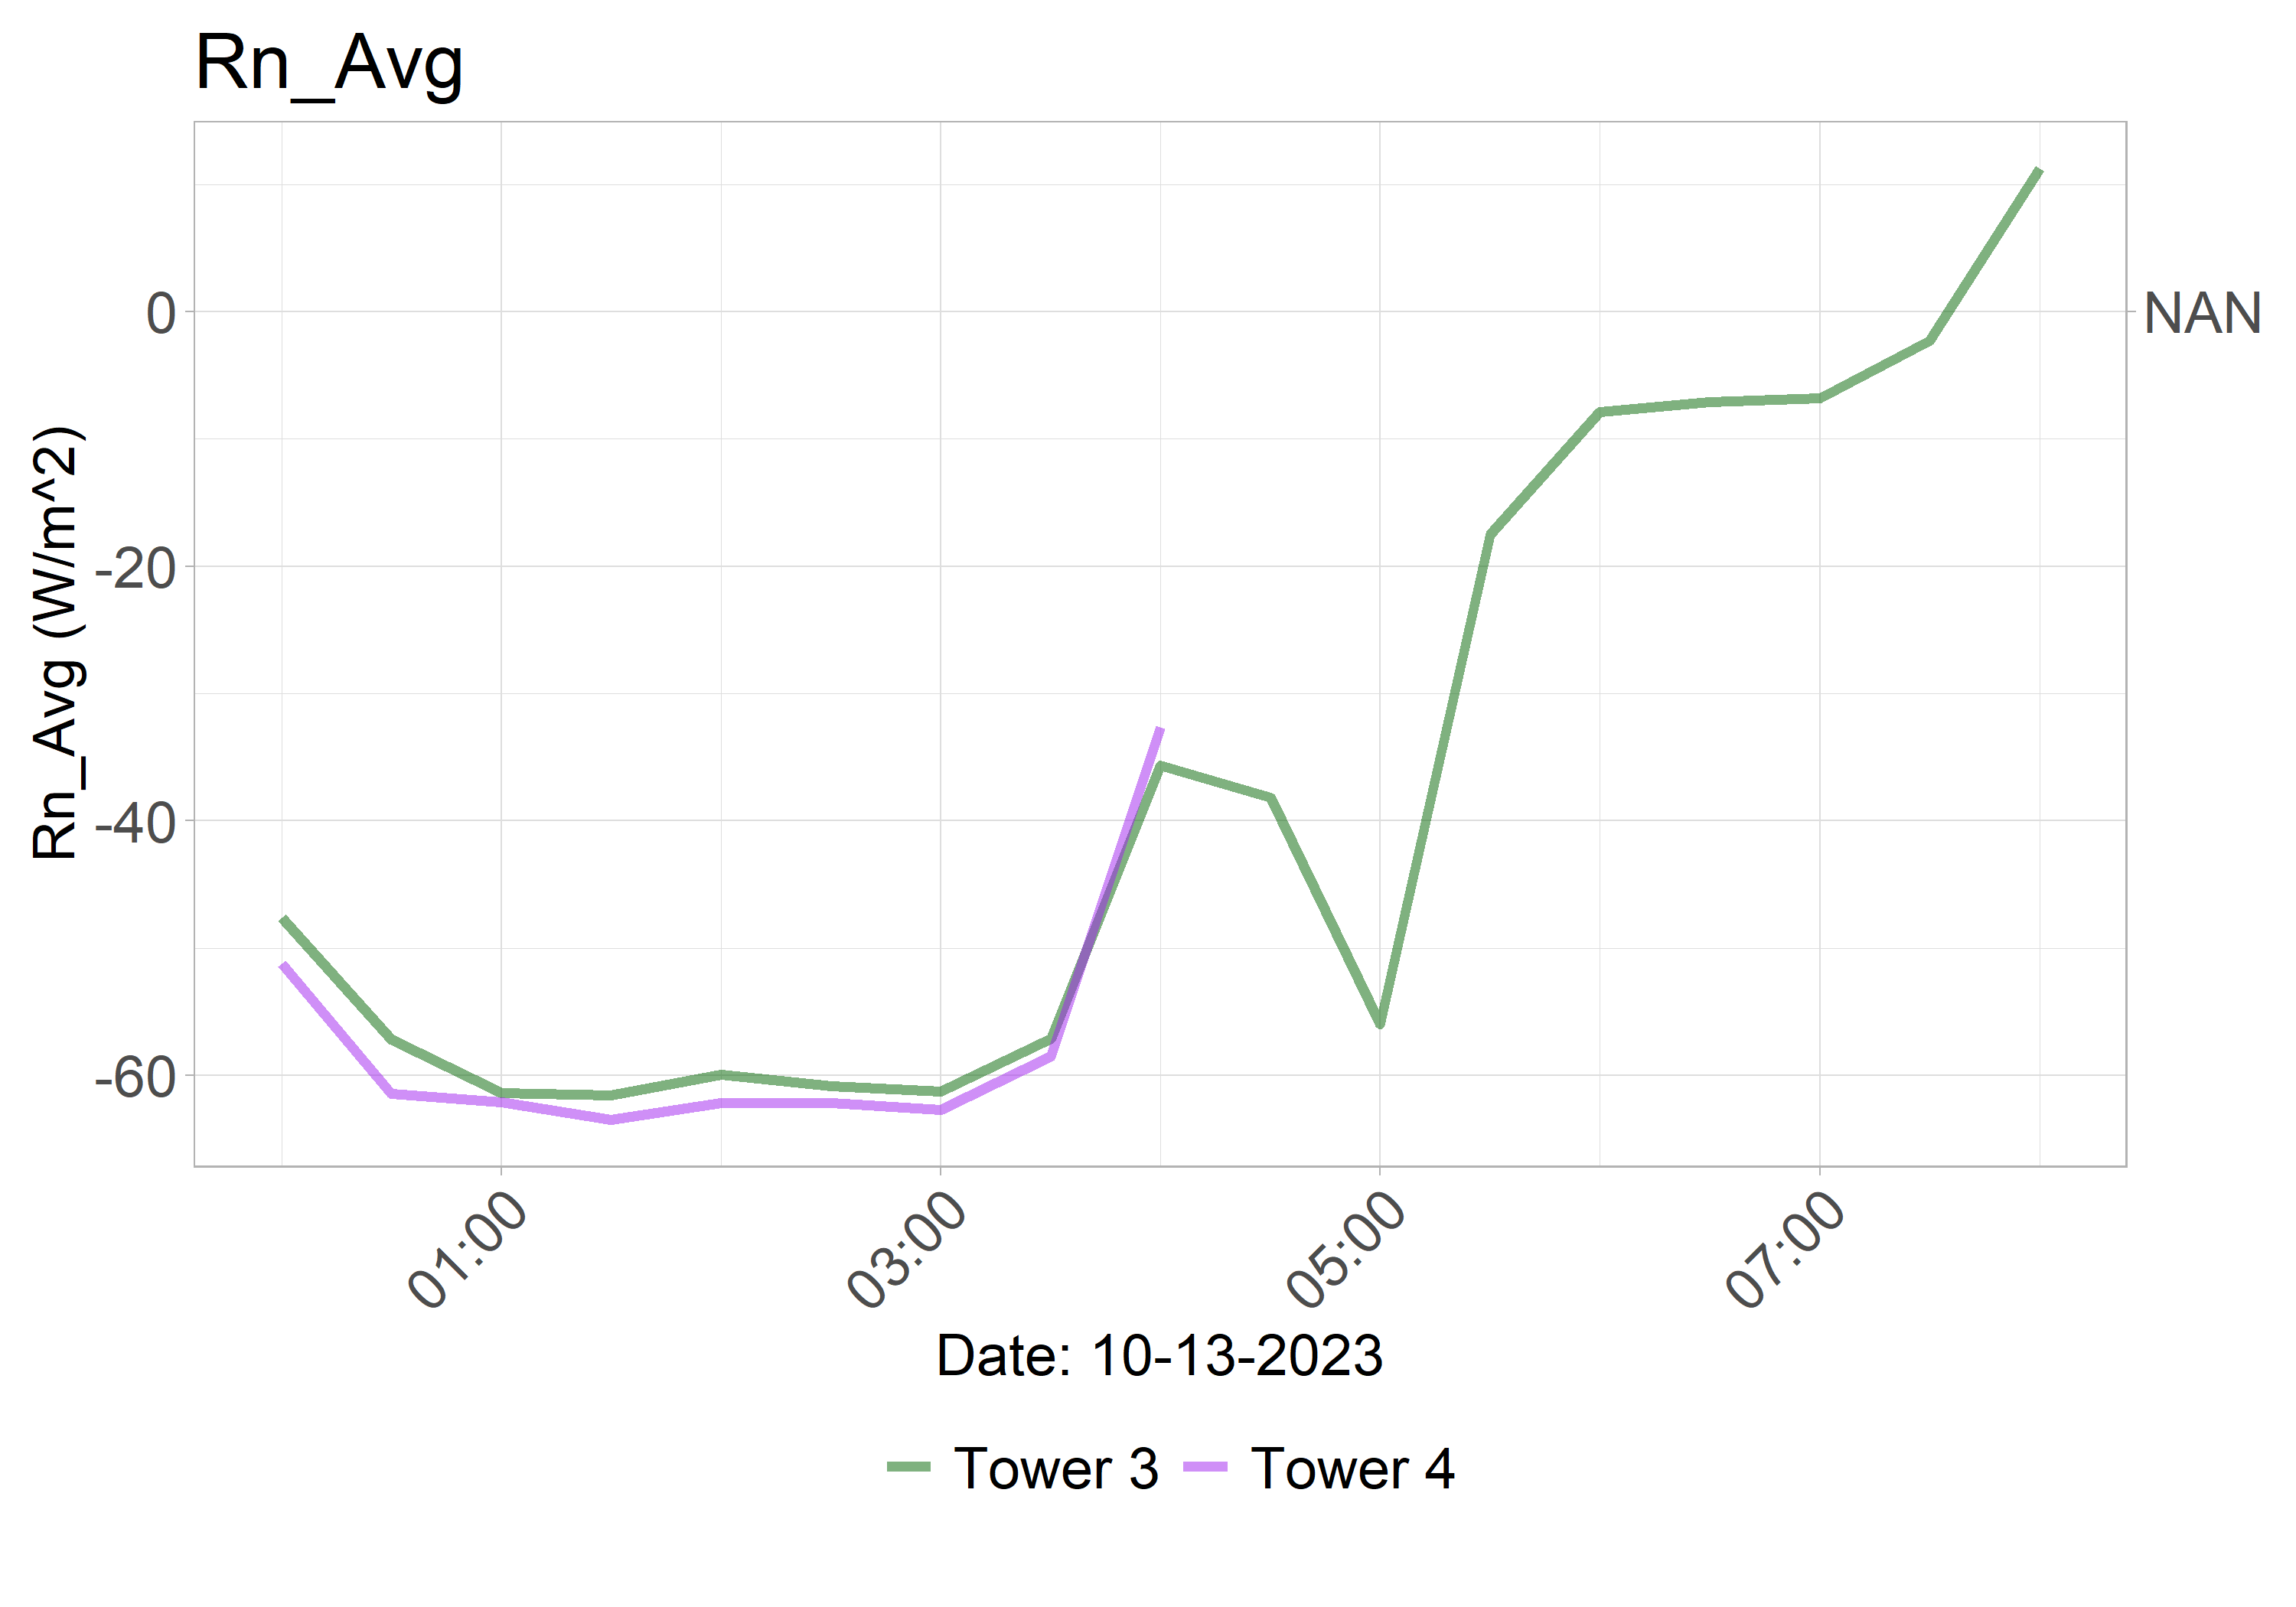 Rn_Avg
Rn_Avg (W/m^2)
0
-20
-40
-60
NAN
01:00
03:00
05:00
07:00
Date: 10-13-2023
Tower 3
Tower 4